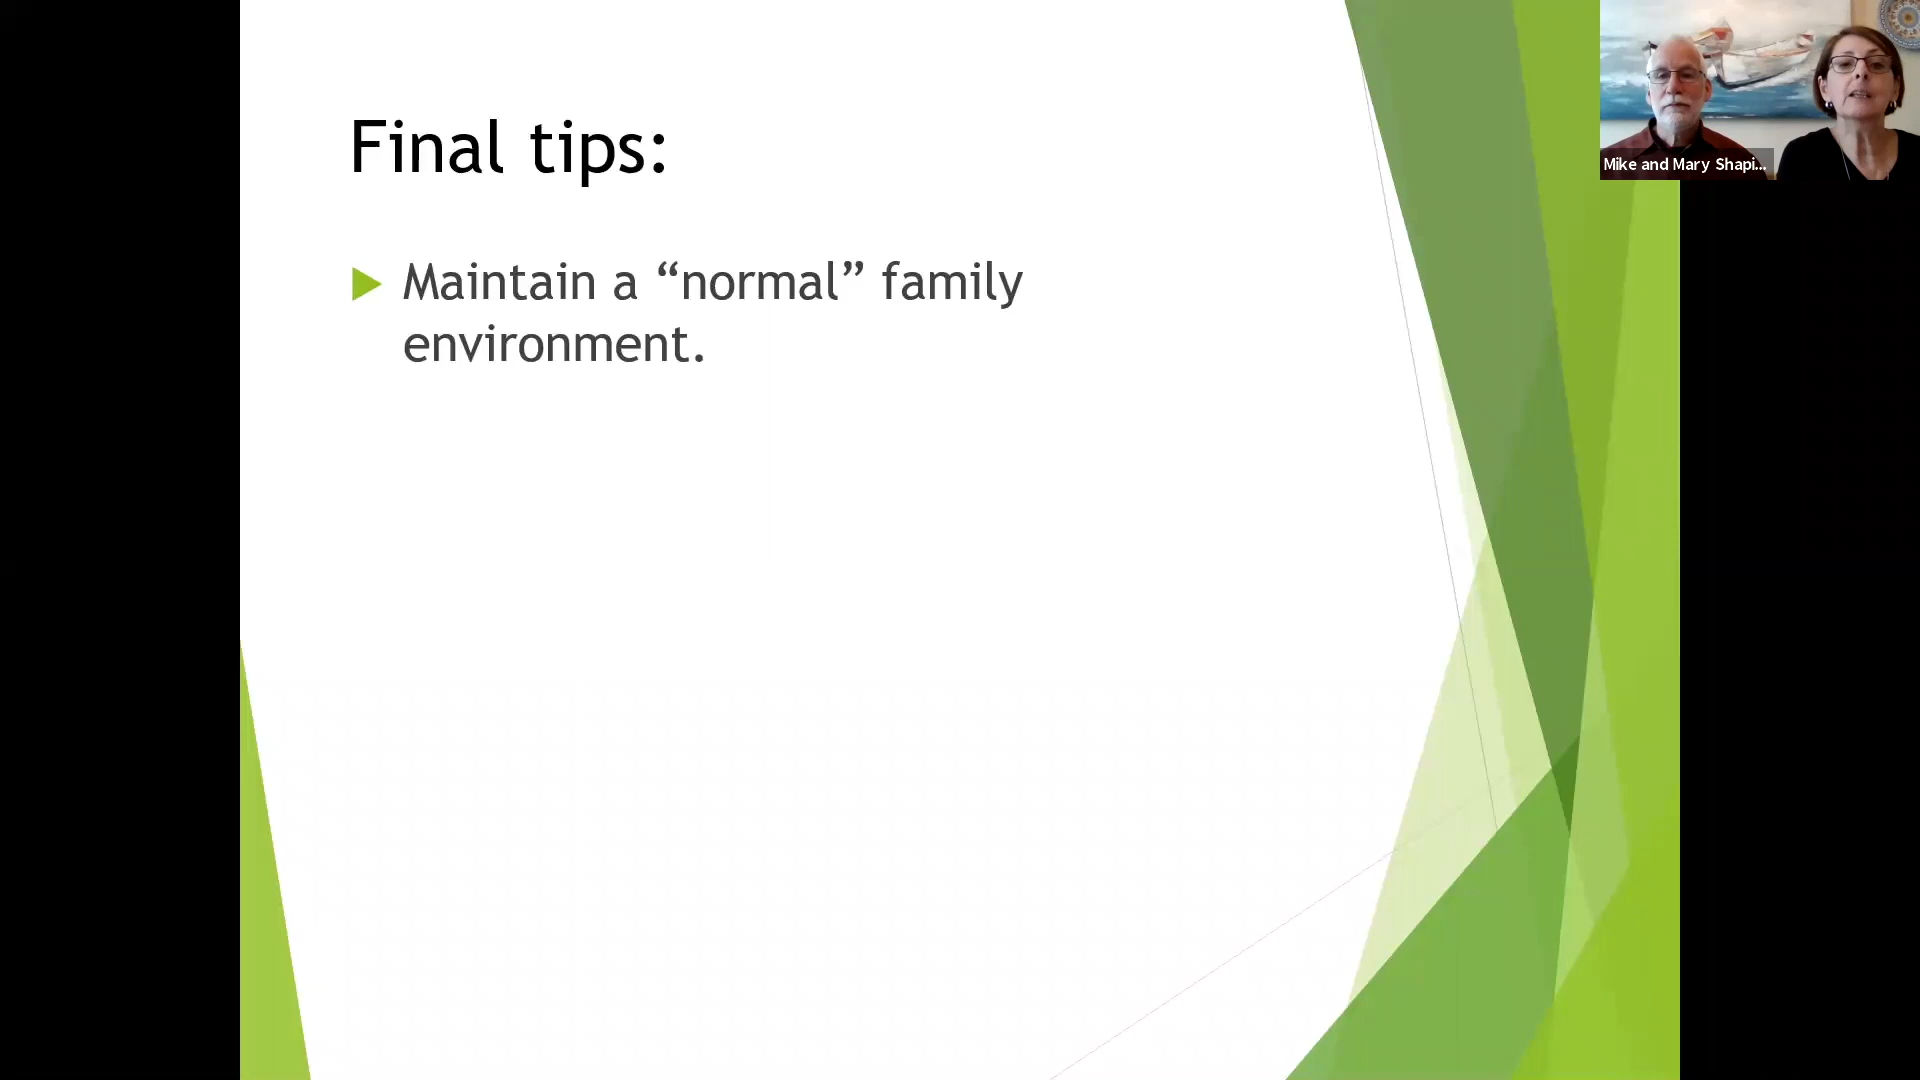 Final tips:
Maintain a “normal” family
environment.
Mike and Mary Shapi...